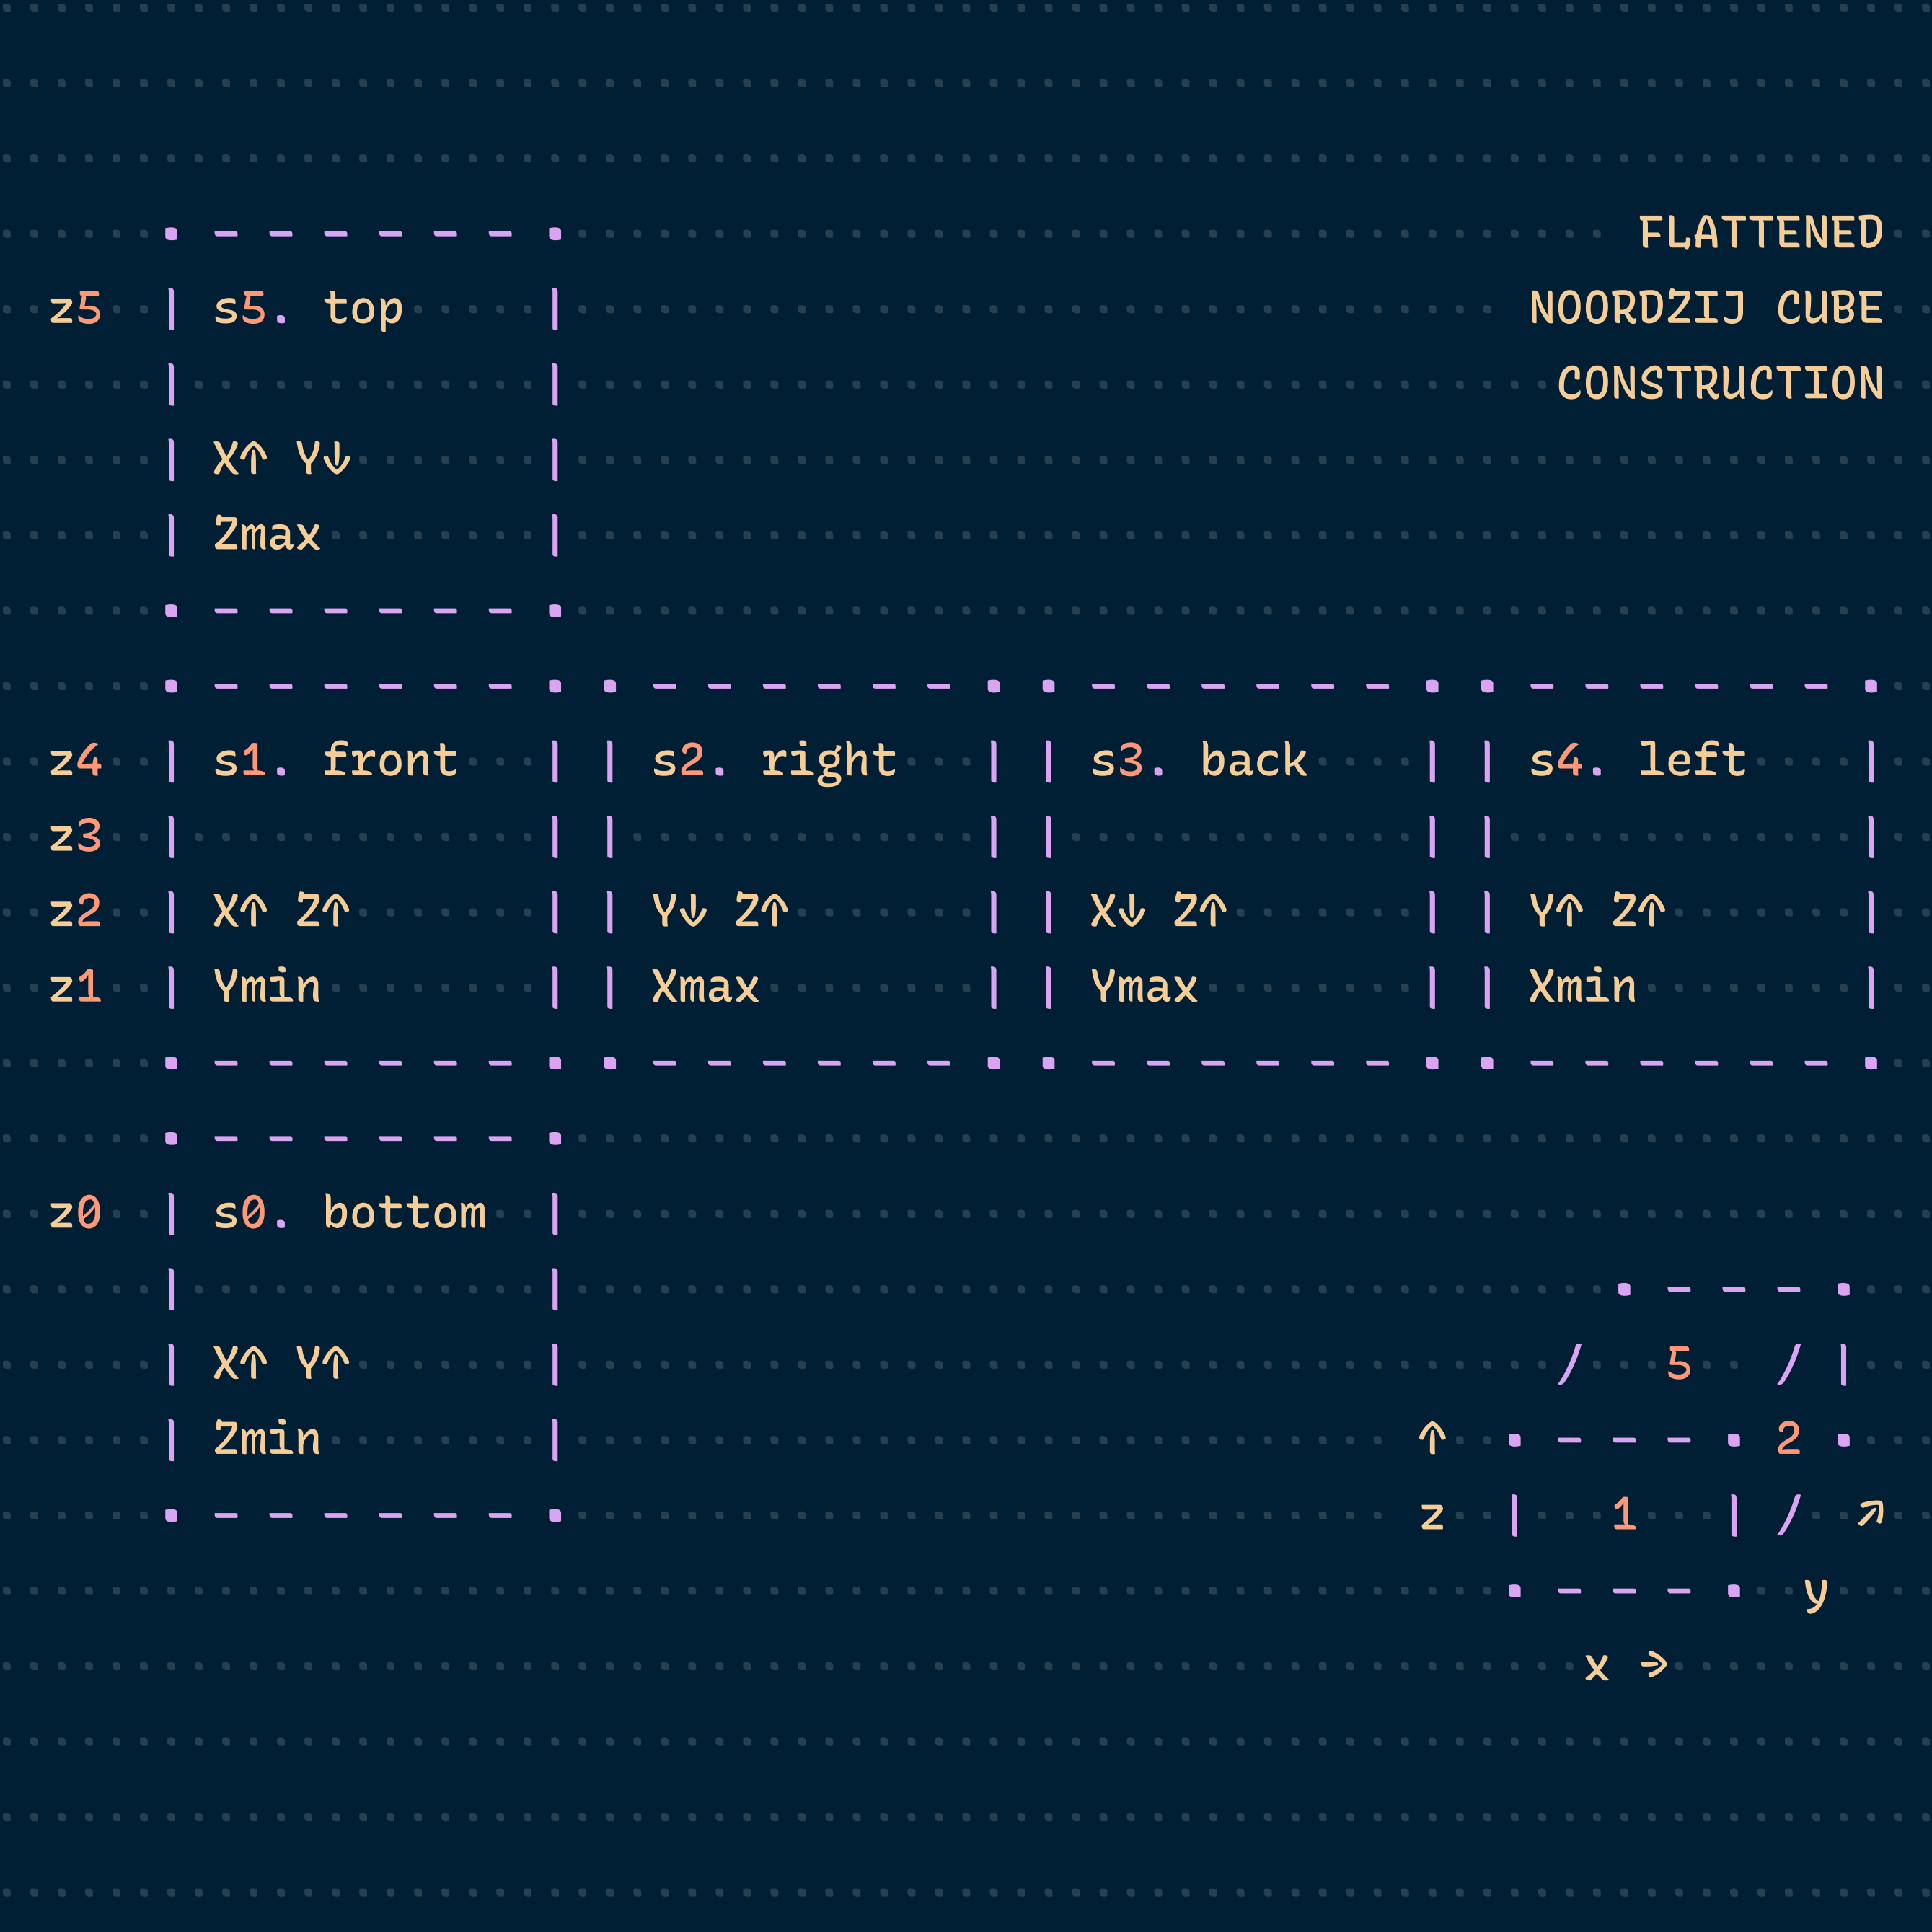 FLATTENED
z5 | s5. top | NOORDZIJ CUBE
| | CONSTRUCTION
| X↑ Y↓ |
| Zmax |
z4 | s1. front | | s2. right | | s3. back | | s4. left |
z3 | | | | | | | |
z2 | X↑ Z↑ | | Y↓ Z↑ | | X↓ Z↑ | | Y↑ Z↑ |
z1 | Ymin | | Xmax | | Ymax | | Xmin |
z0 | s0. bottom |
| X↑ Y↑ | / 5 / |
| Zmin | ↑ 2
z | 1 | / ↗
y
x →